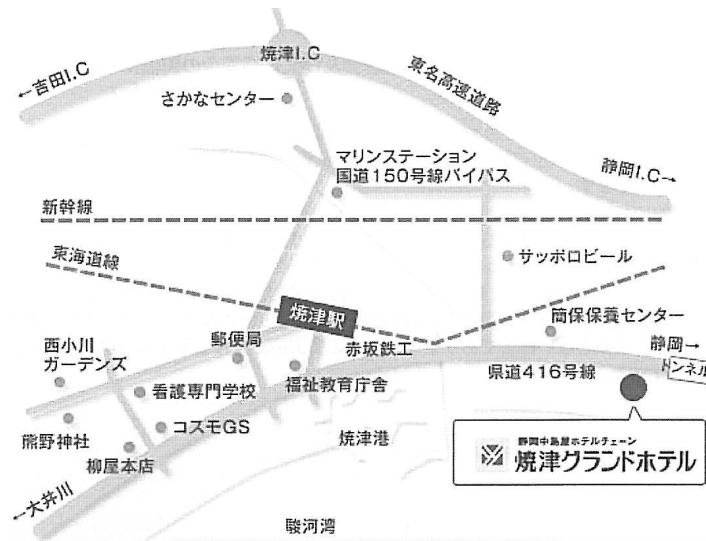 焼津I.C
←吉田I.C
東名高速道路
さかなセンター
マリンステーション
国道150号線バイパス
静岡I.C→
新幹線
東海道線
サッポロビール
焼津駅
簡保保養センター
郵便局
赤坂鉄工
静岡→
トンネル
西小川
ガーデンズ
看護専門学校
福祉教育庁舎
県道416号線
熊野神社
コスモGS
焼津港
柳屋本店
静岡中島屋ホテルチェーン
焼津グランドホテル
←大井川
駿河湾